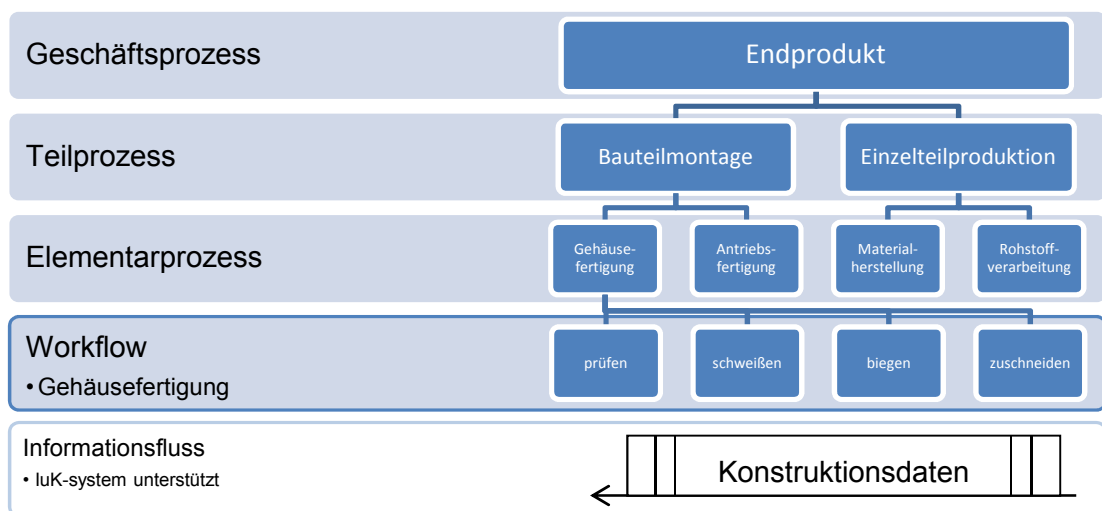 Geschäftsprozess
Endprodukt
Teilprozess
Bauteilmontage
Einzelteilproduktion
Elementarprozess
Gehäuse-
fertigung
Antriebs-
fertigung
Material-
herstellung
Rohstoff-
verarbeitung
Workflow
• Gehäusefertigung
prüfen
schweißen
biegen
zuschneiden
Informationsfluss
• IuK-system unterstützt
Konstruktionsdaten